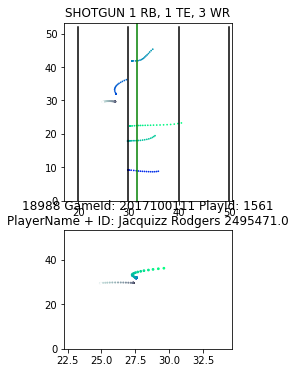 SHOTGUN 1 RB, 1 TE, 3 WR
50
40
30
20
10
0
20 30 40 50
18988 GameId: 2017100111 PlayId: 1561
PlayerName + ID: Jacquizz Rodgers 2495471.0
40
20
0
22.5 25.0 27.5 30.0 32.5